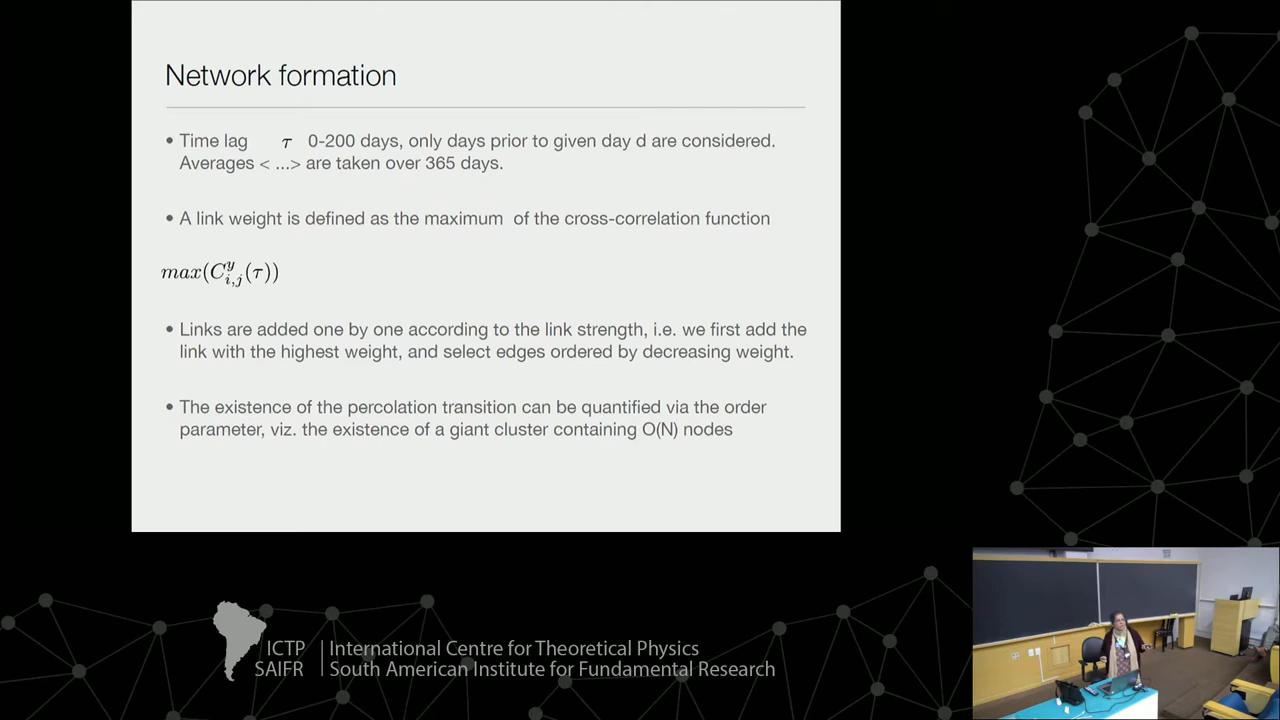 Network formation
• Time lag τ 0-200 days, only days prior to given day d are considered.
Averages < ...> are taken over 365 days.
• A link weight is defined as the maximum of the cross-correlation function
max(C^y_{i,j}(τ))
• Links are added one by one according to the link strength, i.e. we first add the
link with the highest weight, and select edges ordered by decreasing weight.
• The existence of the percolation transition can be quantified via the order
parameter, viz. the existence of a giant cluster containing O(N) nodes
ICTP | International Centre for Theoretical Physics
SAIFR | South American Institute for Fundamental Research